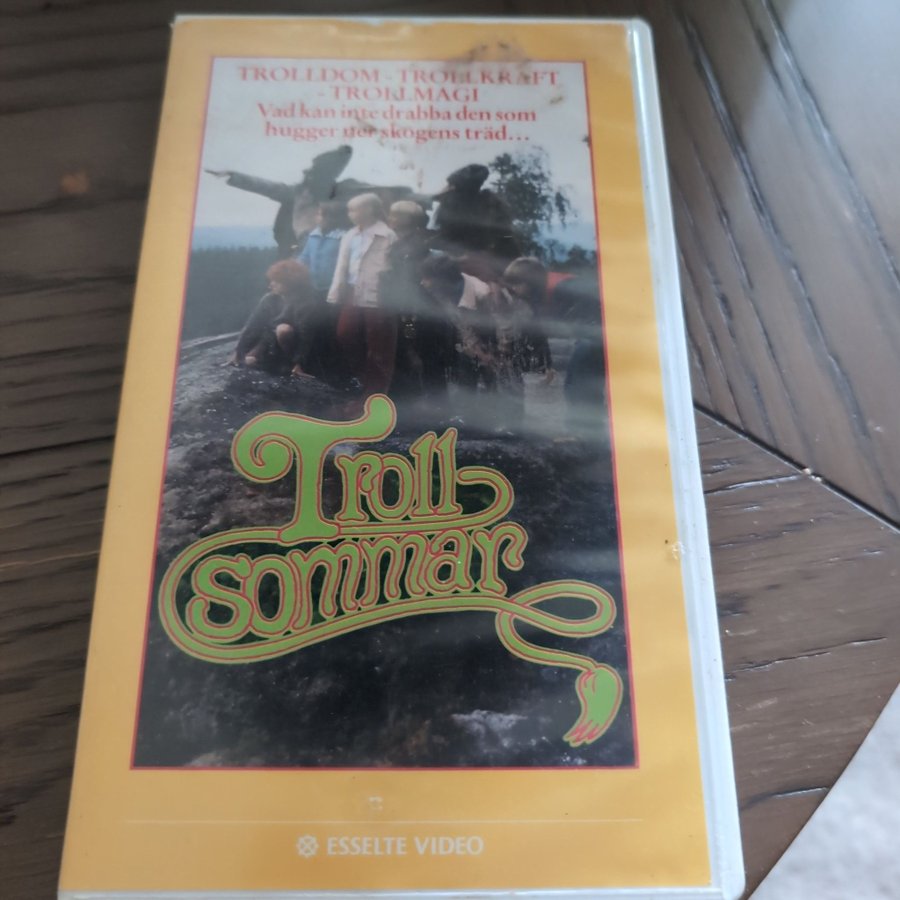 TROLLDOM - TROLLKRAFT
- TROLLMAGI
Vad kan inte drabba den som
hugger ner skogens träd...
Troll
sommar
ESSELTE VIDEO